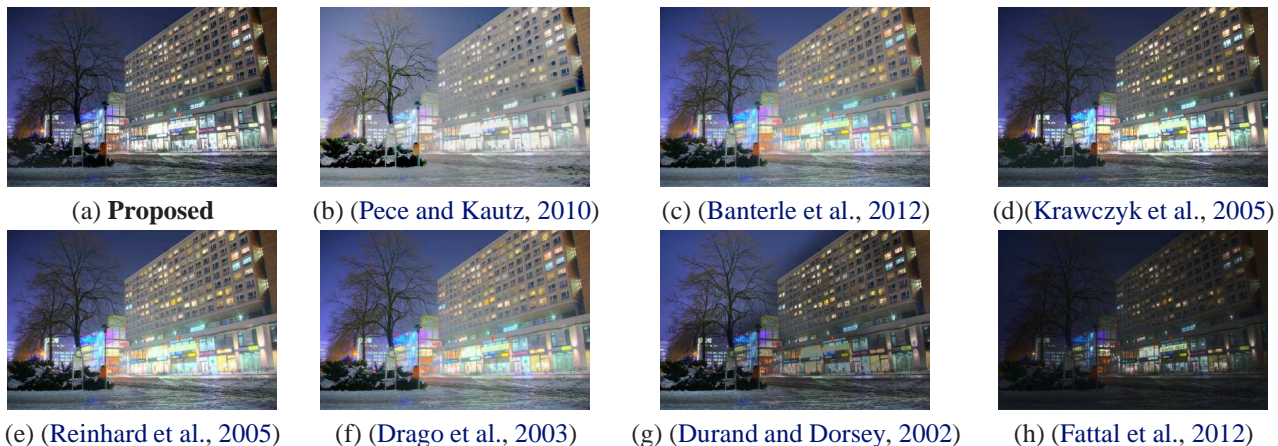 (a) Proposed
(b) (Pece and Kautz, 2010)
(c) (Banterle et al., 2012)
(d)(Krawczyk et al., 2005)
(e) (Reinhard et al., 2005)
(f) (Drago et al., 2003)
(g) (Durand and Dorsey, 2002)
(h) (Fattal et al., 2012)